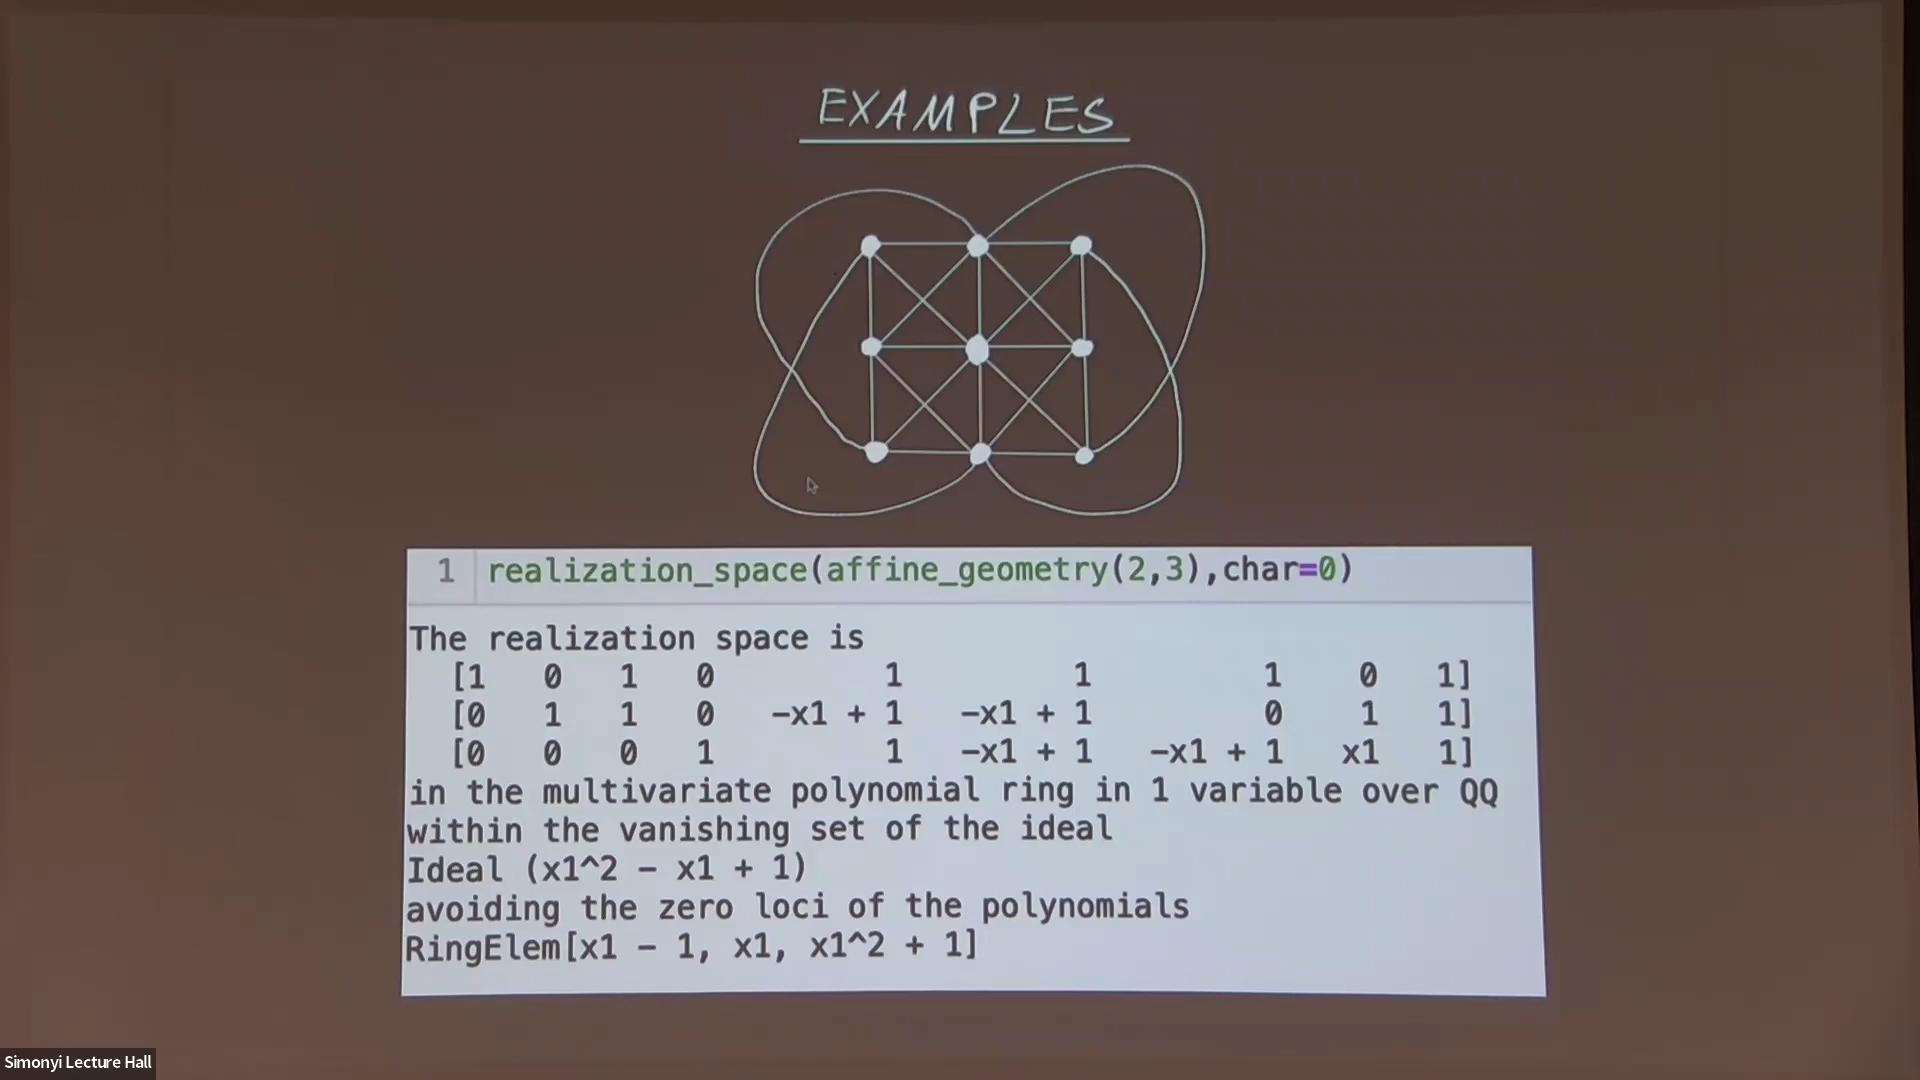 EXAMPLES
1 realization_space(affine_geometry(2,3),char=0)
The realization space is
[1 0 1 0 1 1 1 0 1]
[0 1 1 0 -x1 + 1 -x1 + 1 0 1 1]
[0 0 0 1 1 -x1 + 1 -x1 + 1 x1 1]
in the multivariate polynomial ring in 1 variable over QQ
within the vanishing set of the ideal
Ideal (x1^2 - x1 + 1)
avoiding the zero loci of the polynomials
RingElem[x1 - 1, x1, x1^2 + 1]
Simonyi Lecture Hall